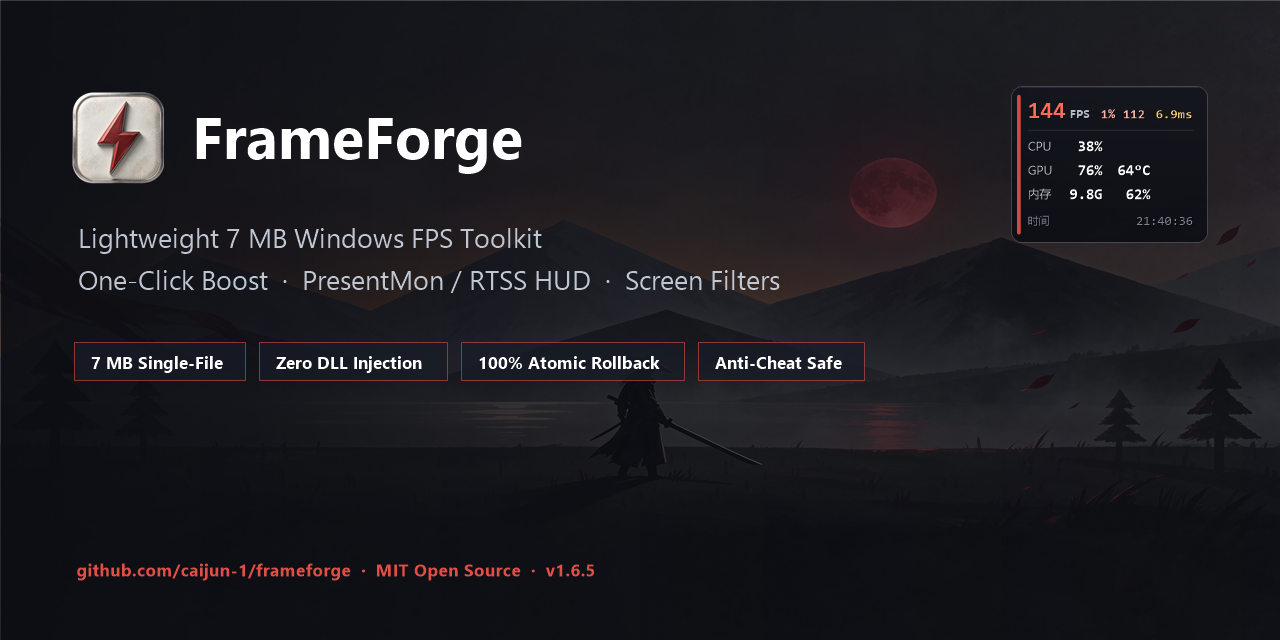 FrameForge
Lightweight 7 MB Windows FPS Toolkit
One-Click Boost · PresentMon / RTSS HUD · Screen Filters
7 MB Single-File
Zero DLL Injection
100% Atomic Rollback
Anti-Cheat Safe
144 FPS 1% 112 6.9ms
CPU 38%
GPU 76% 64°C
内存 9.8G 62%
时间 21:40:36
github.com/caijun-1/frameforge · MIT Open Source · v1.6.5